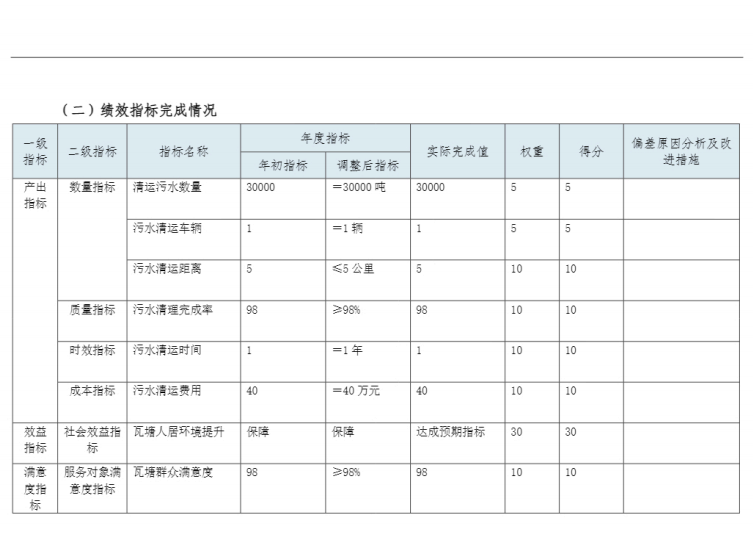 （二）绩效指标完成情况
一级指标 二级指标 指标名称 年度指标 实际完成值 权重 得分 偏差原因分析及改进措施
年初指标 调整后指标
产出指标 数量指标 清运污水数量 30000 ＝30000 吨 30000 5 5
污水清运车辆 1 ＝1 辆 1 5 5
污水清运距离 5 ≤5 公里 5 10 10
质量指标 污水清理完成率 98 ≥98% 98 10 10
时效指标 污水清运时间 1 ＝1 年 1 10 10
成本指标 污水清运费用 40 ＝40 万元 40 10 10
效益指标 社会效益指标 瓦塘人居环境提升 保障 保障 达成预期指标 30 30
满意度指标 服务对象满意度指标 瓦塘群众满意度 98 ≥98% 98 10 10